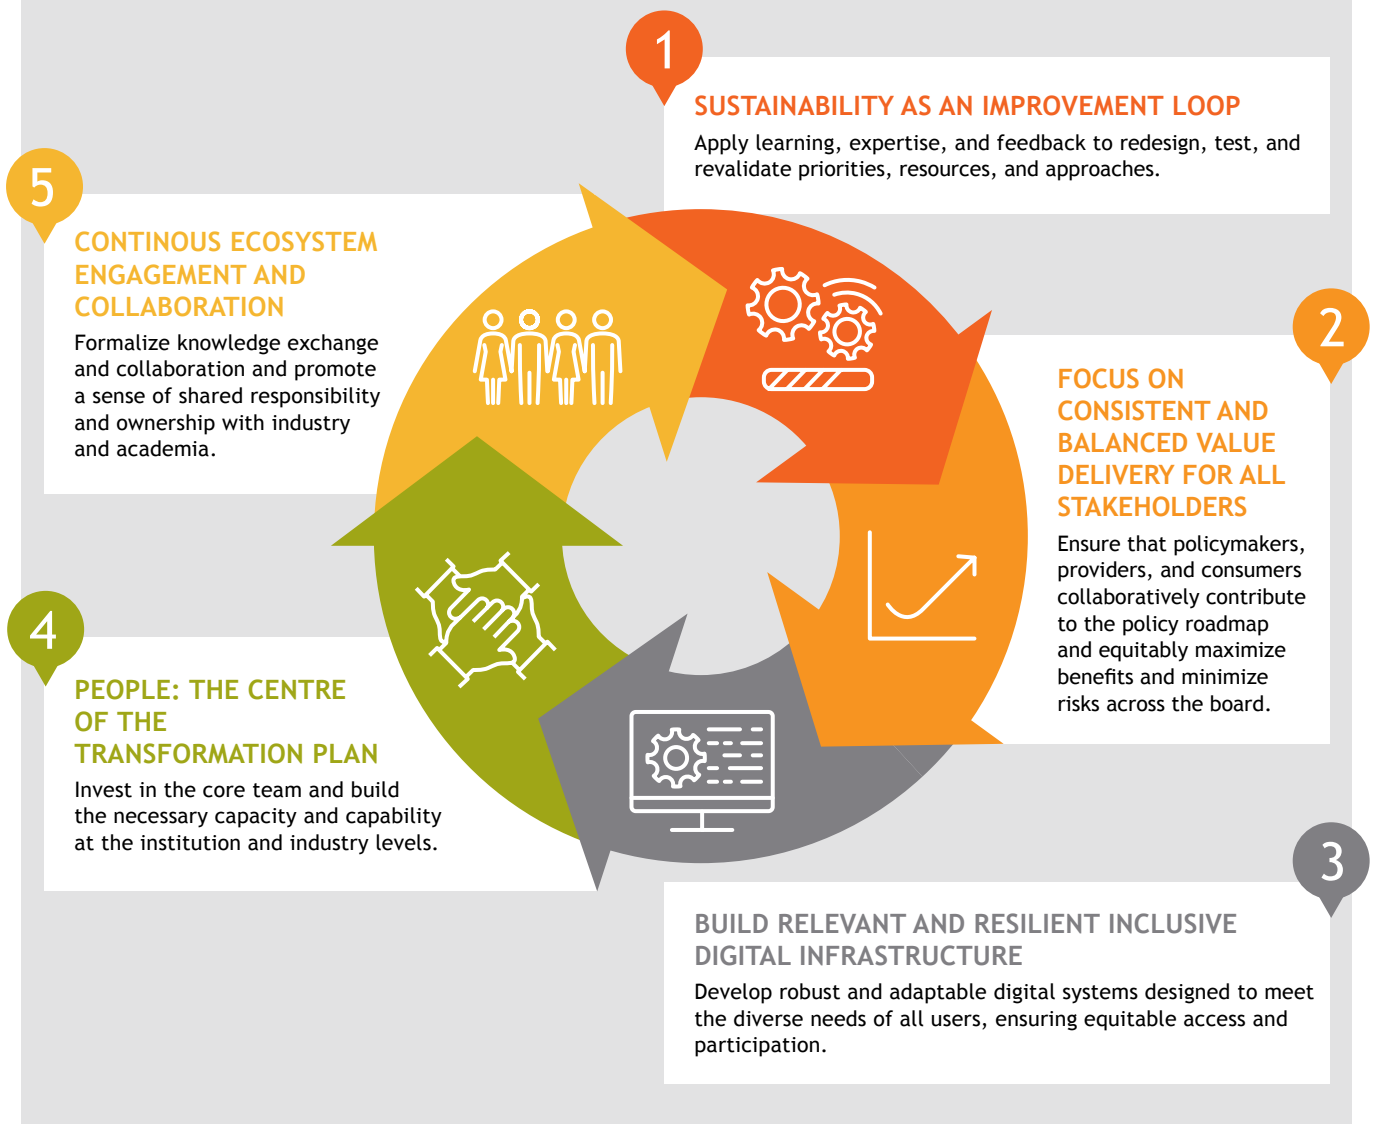 1
SUSTAINABILITY AS AN IMPROVEMENT LOOP
Apply learning, expertise, and feedback to redesign, test, and
revalidate priorities, resources, and approaches.
2
FOCUS ON
CONSISTENT AND
BALANCED VALUE
DELIVERY FOR ALL
STAKEHOLDERS
Ensure that policymakers,
providers, and consumers
collaboratively contribute
to the policy roadmap
and equitably maximize
benefits and minimize
risks across the board.
3
BUILD RELEVANT AND RESILIENT INCLUSIVE
DIGITAL INFRASTRUCTURE
Develop robust and adaptable digital systems designed to meet
the diverse needs of all users, ensuring equitable access and
participation.
4
PEOPLE: THE CENTRE
OF THE
TRANSFORMATION PLAN
Invest in the core team and build
the necessary capacity and capability
at the institution and industry levels.
5
CONTINOUS ECOSYSTEM
ENGAGEMENT AND
COLLABORATION
Formalize knowledge exchange
and collaboration and promote
a sense of shared responsibility
and ownership with industry
and academia.